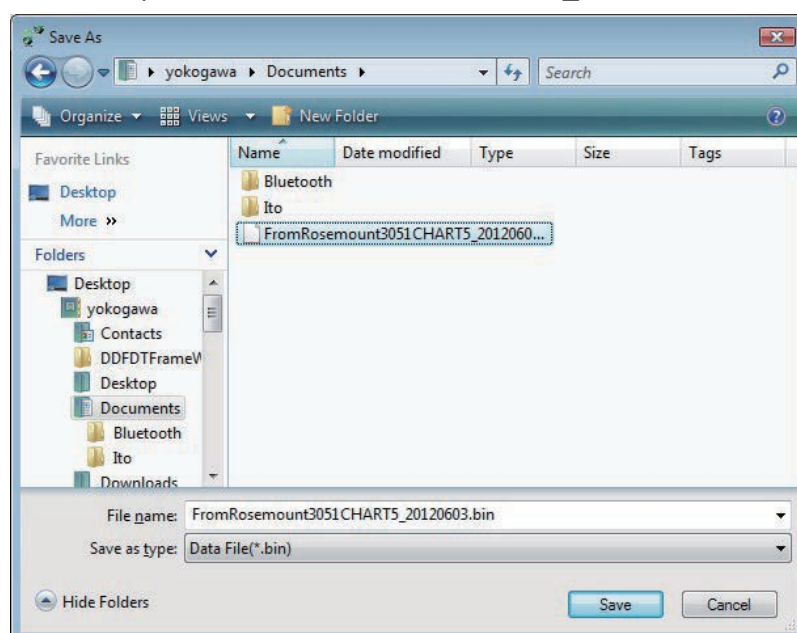 Save As
yokogawa ▸ Documents ▸
Search
Organize Views New Folder
Favorite Links
Desktop
More »
Folders
Desktop
yokogawa
Contacts
DDFDTFrameW
Desktop
Documents
Bluetooth
Ito
Downloads
Name Date modified Type Size Tags
Bluetooth
Ito
FromRosemount3051CHART5_2012060...
File name: FromRosemount3051CHART5_20120603.bin
Save as type: Data File(*.bin)
Hide Folders Save Cancel